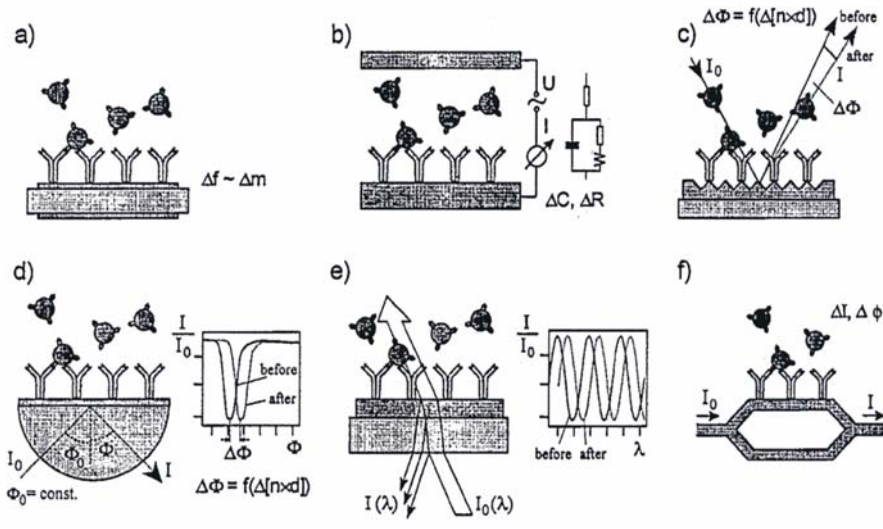 a)
Δf ~ Δm
b)
U
~
I
ΔC, ΔR
c)
ΔΦ = f(Δ[n×d])
before
after
I₀
I
ΔΦ
d)
I
I₀
before
after
ΔΦ
Φ
I₀
Φ₀
Φ
I
Φ₀= const.
ΔΦ = f(Δ[n×d])
e)
I
I₀
before after
λ
I(λ)
I₀(λ)
f)
ΔI, Δ ϕ
I₀
I